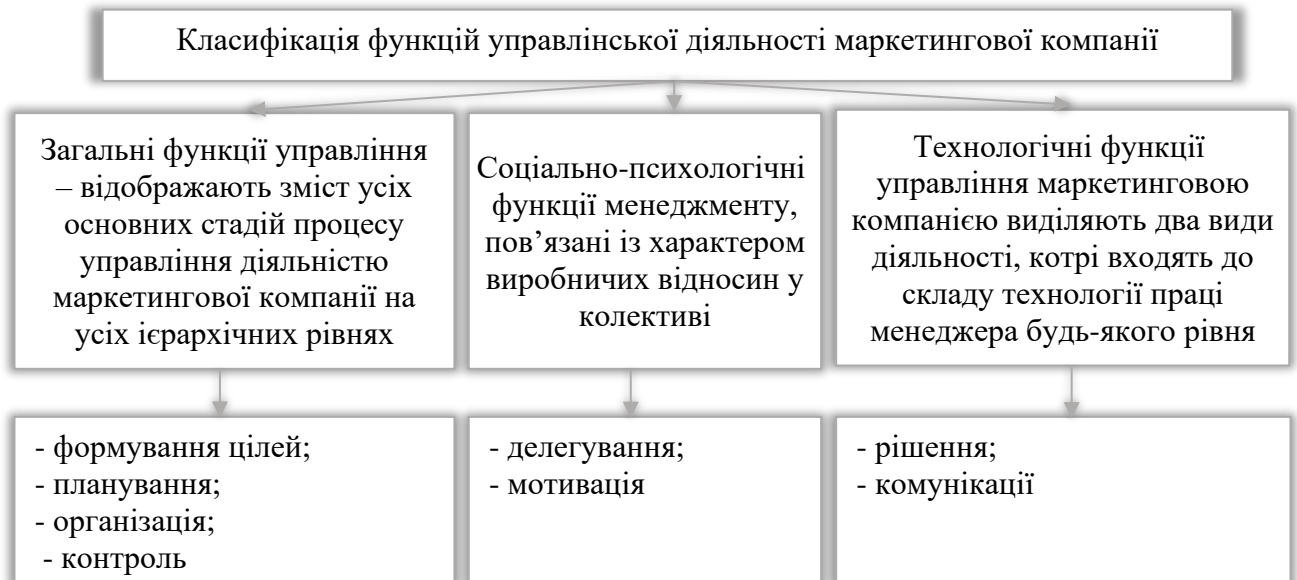 Класифікація функцій управлінської діяльності маркетингової компанії
Загальні функції управління
– відображають зміст усіх
основних стадій процесу
управління діяльністю
маркетингової компанії на
усіх ієрархічних рівнях
Соціально-психологічні
функції менеджменту,
пов’язані із характером
виробничих відносин у
колективі
Технологічні функції
управління маркетинговою
компанією виділяють два види
діяльності, котрі входять до
складу технології праці
менеджера будь-якого рівня
- формування цілей;
- планування;
- організація;
- контроль
- делегування;
- мотивація
- рішення;
- комунікації